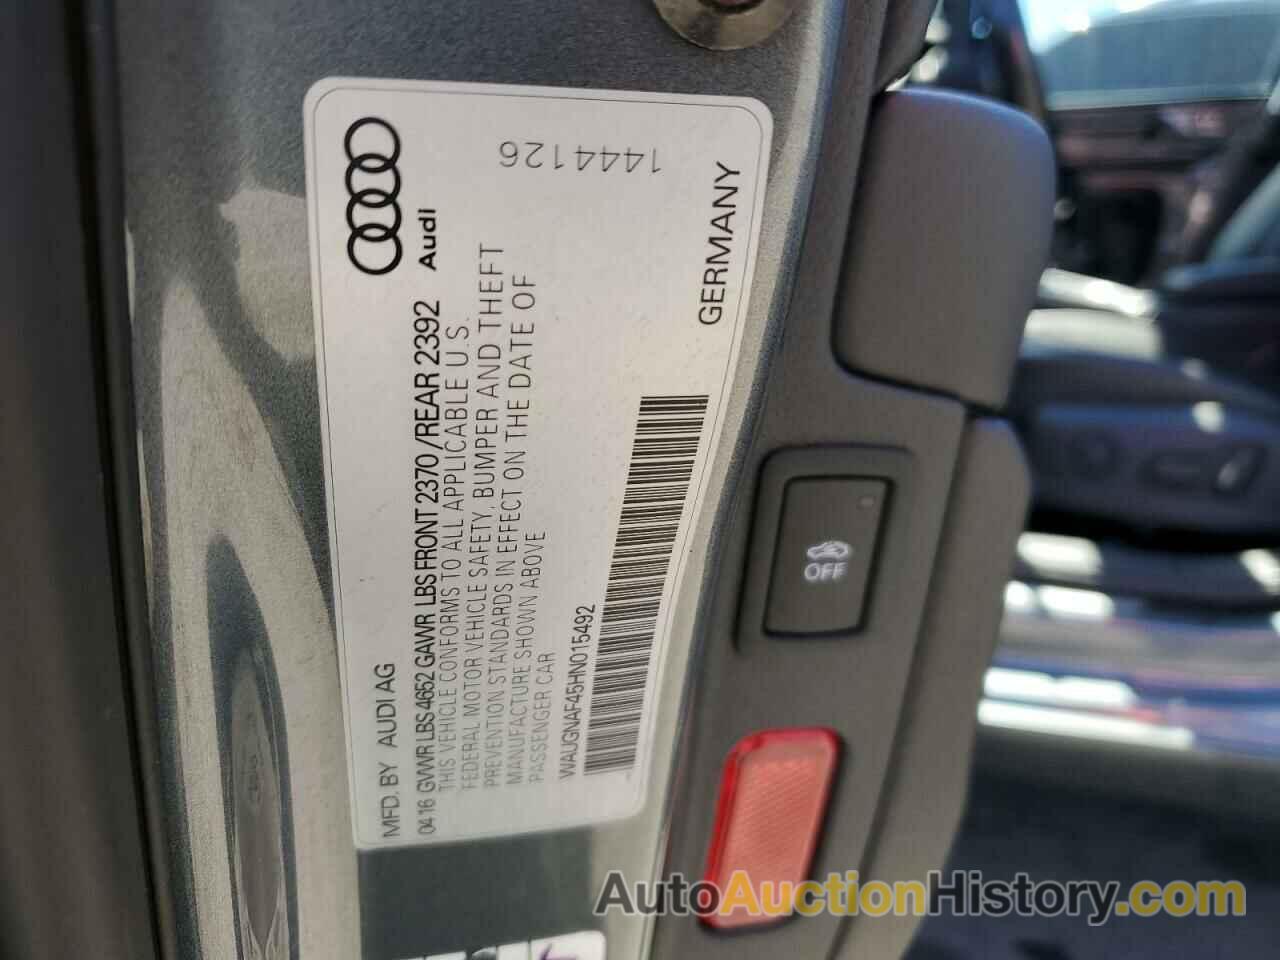 MFD. BY AUDI AG
04 16 GVWR LBS 4652 GAWR LBS FRONT 2370 / REAR 2392
THIS VEHICLE CONFORMS TO ALL APPLICABLE U.S.
FEDERAL MOTOR VEHICLE SAFETY, BUMPER AND THEFT
PREVENTION STANDARDS IN EFFECT ON THE DATE OF
MANUFACTURE SHOWN ABOVE
PASSENGER CAR
WAUGNAF45HN015492
Audi
1444126
GERMANY
OFF
AutoAuctionHistory.com